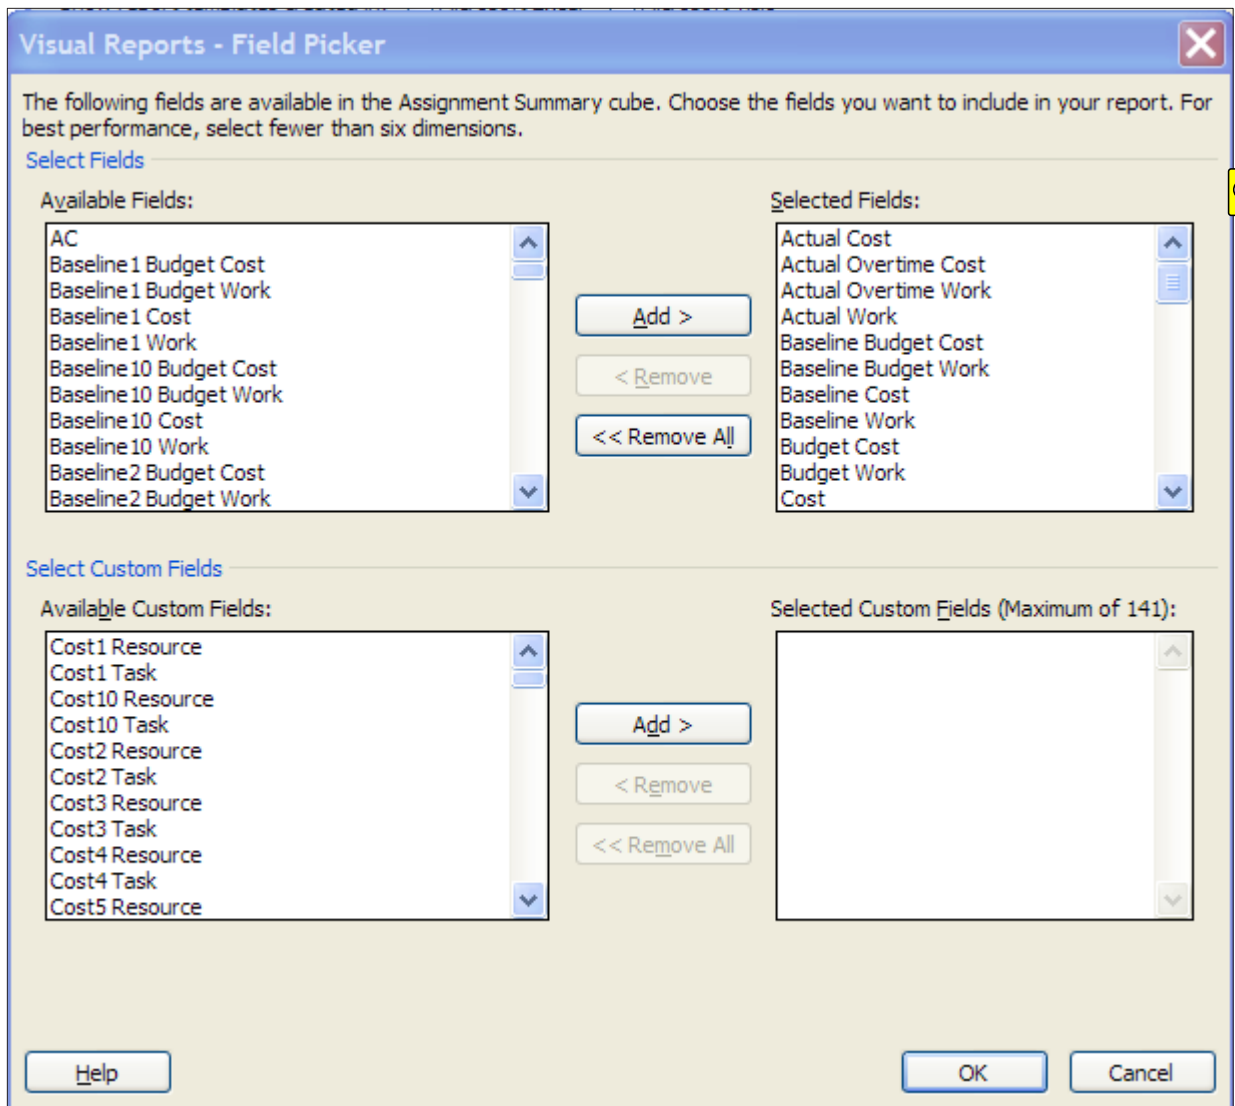 Visual Reports - Field Picker
The following fields are available in the Assignment Summary cube. Choose the fields you want to include in your report. For
best performance, select fewer than six dimensions.
Select Fields
Available Fields:
AC
Baseline1 Budget Cost
Baseline1 Budget Work
Baseline1 Cost
Baseline1 Work
Baseline10 Budget Cost
Baseline10 Budget Work
Baseline10 Cost
Baseline10 Work
Baseline2 Budget Cost
Baseline2 Budget Work
Add >
< Remove
<< Remove All
Selected Fields:
Actual Cost
Actual Overtime Cost
Actual Overtime Work
Actual Work
Baseline Budget Cost
Baseline Budget Work
Baseline Cost
Baseline Work
Budget Cost
Budget Work
Cost
Select Custom Fields
Available Custom Fields:
Cost1 Resource
Cost1 Task
Cost10 Resource
Cost10 Task
Cost2 Resource
Cost2 Task
Cost3 Resource
Cost3 Task
Cost4 Resource
Cost4 Task
Cost5 Resource
Add >
< Remove
<< Remove All
Selected Custom Fields (Maximum of 141):
Help
OK
Cancel